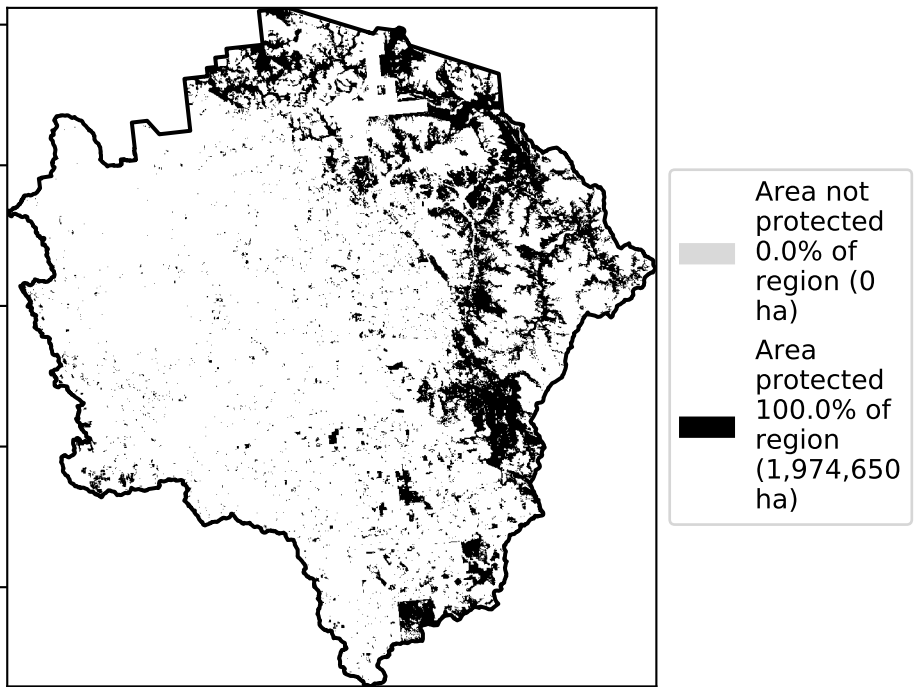 Area not
protected
0.0% of
region (0
ha)
Area
protected
100.0% of
region
(1,974,650
ha)